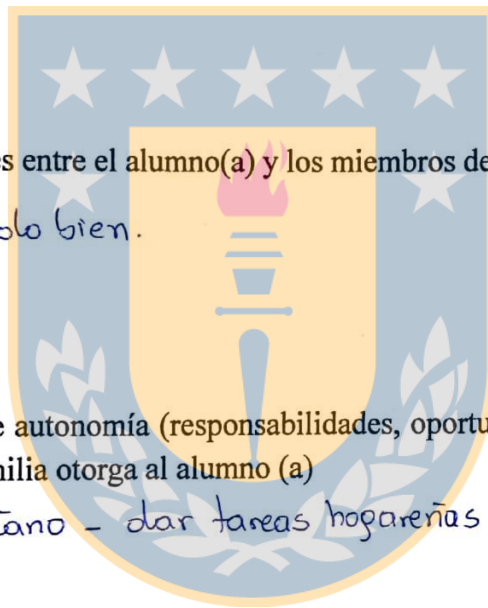 es entre el alumno(a) y los miembros de
olo bien.
e autonomía (responsabilidades, oportu
nilia otorga al alumno (a)
tano - dar tareas hogareñas